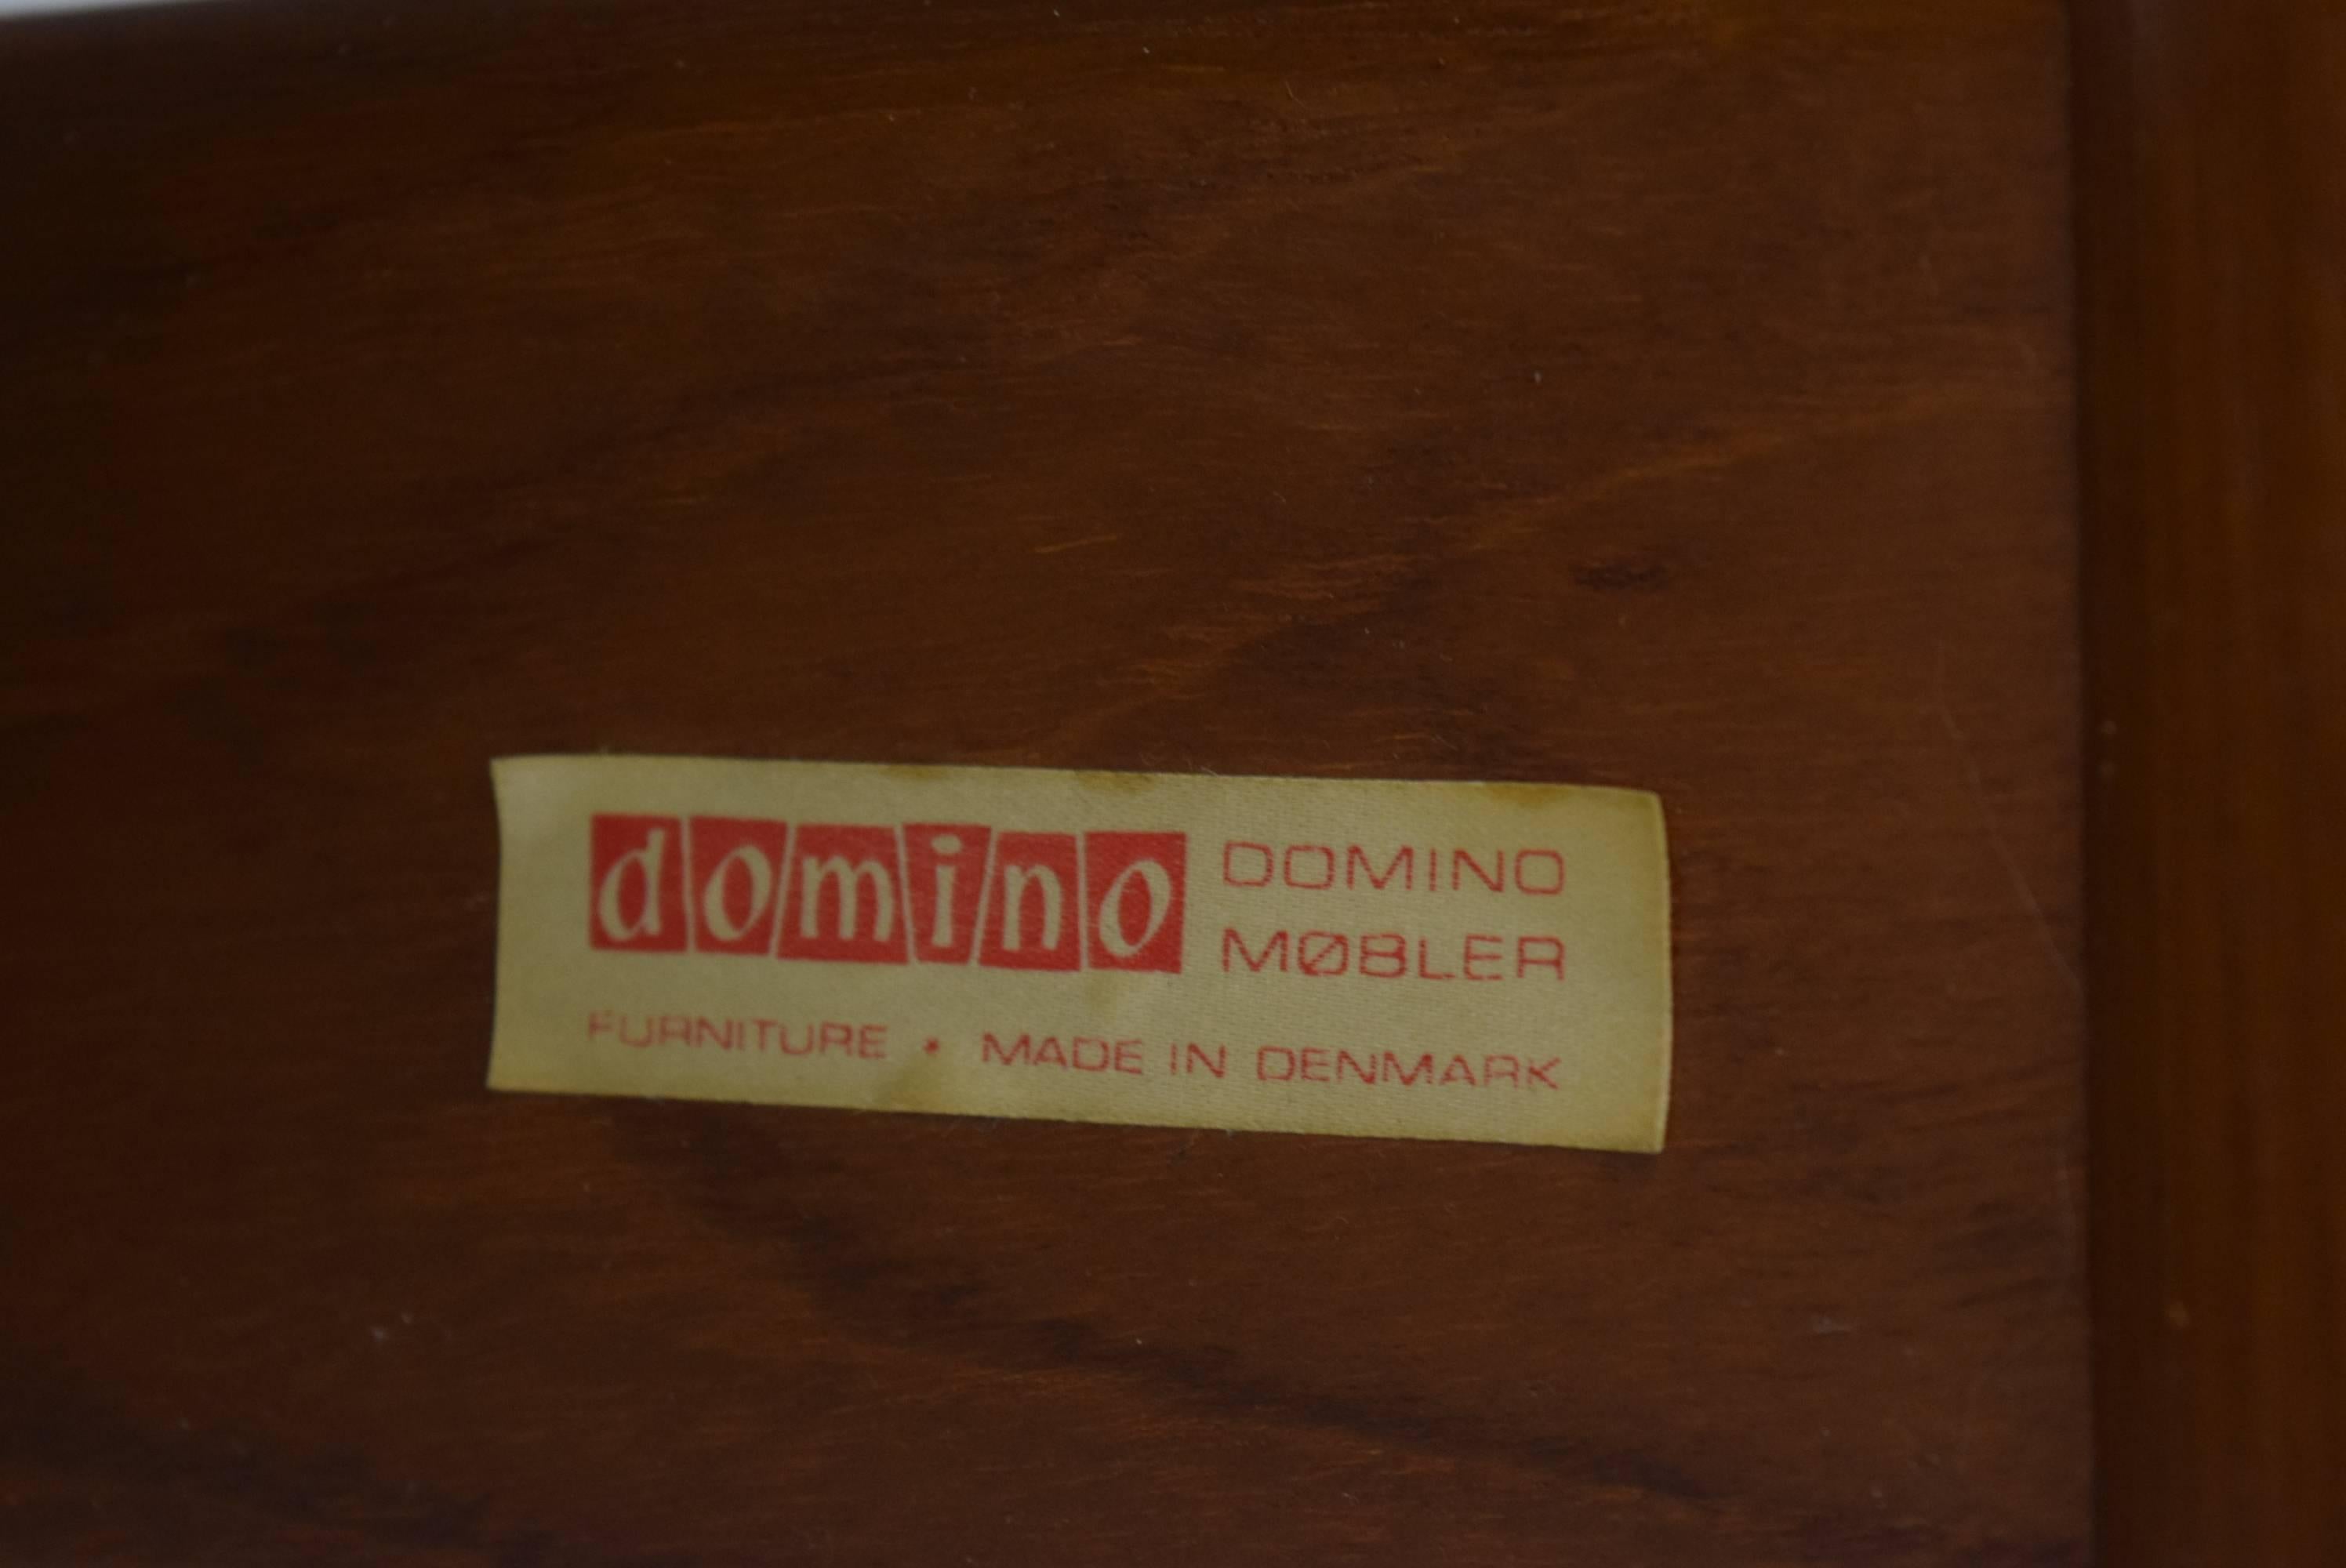 domino DOMINO
MØBLER
FURNITURE * MADE IN DENMARK